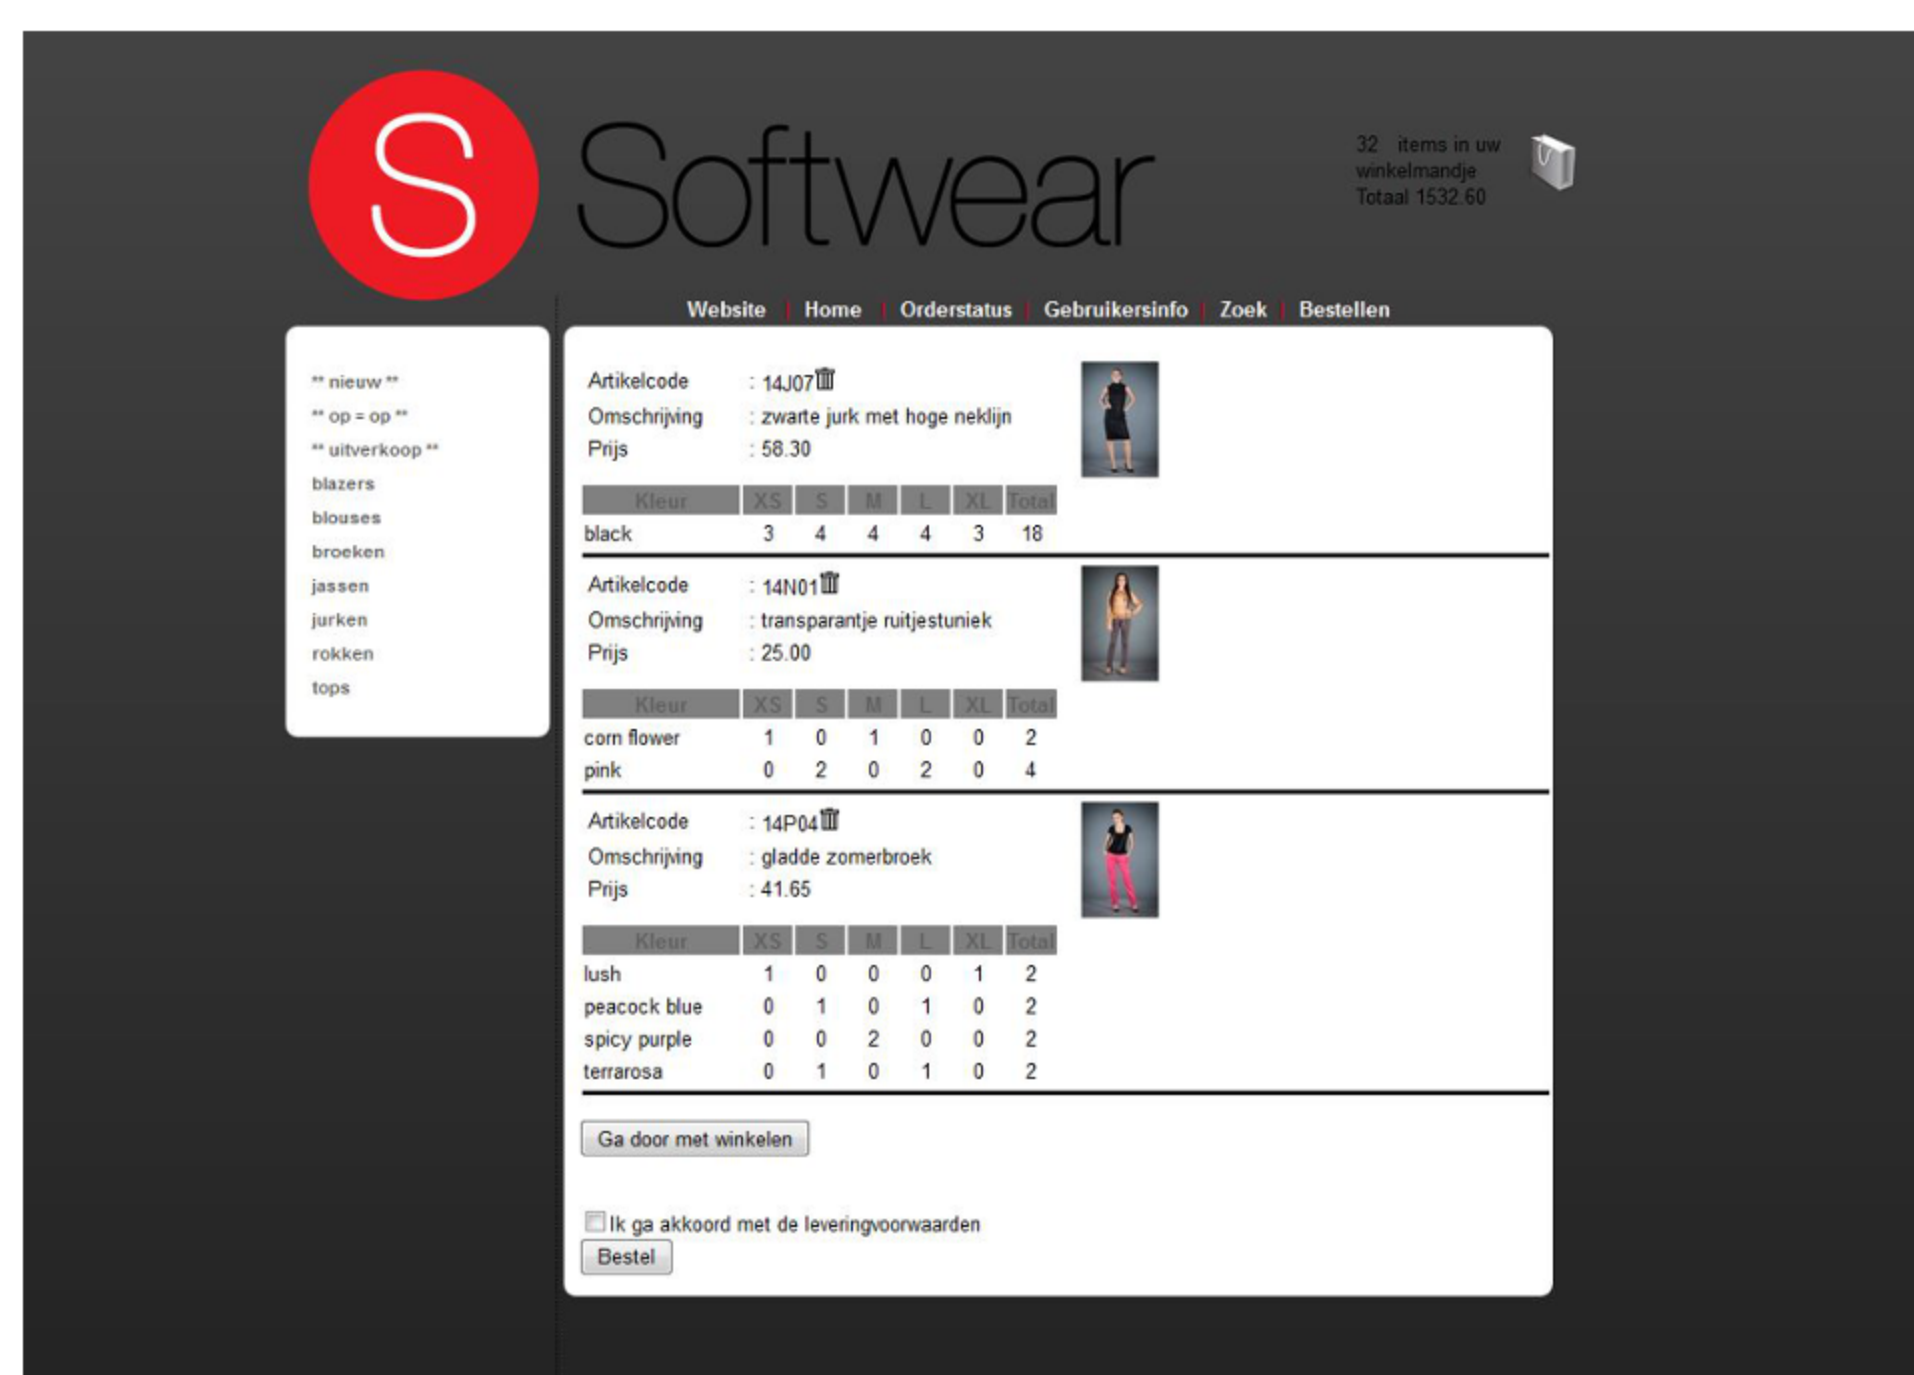 S Softwear
32 items in uw
winkelmandje
Totaal 1532.60
Website | Home | Orderstatus | Gebruikersinfo | Zoek | Bestellen
** nieuw **
** op = op **
** uitverkoop **
blazers
blouses
broeken
jassen
jurken
rokken
tops
Artikelcode : 14J07
Omschrijving : zwarte jurk met hoge neklijn
Prijs : 58.30
Kleur XS S M L XL Total
black 3 4 4 4 3 18
Artikelcode : 14N01
Omschrijving : transparantje ruitjestuniek
Prijs : 25.00
Kleur XS S M L XL Total
corn flower 1 0 1 0 0 2
pink 0 2 0 2 0 4
Artikelcode : 14P04
Omschrijving : gladde zomerbroek
Prijs : 41.65
Kleur XS S M L XL Total
lush 1 0 0 0 1 2
peacock blue 0 1 0 1 0 2
spicy purple 0 0 2 0 0 2
terrarosa 0 1 0 1 0 2
Ga door met winkelen
Ik ga akkoord met de leveringvoorwaarden
Bestel